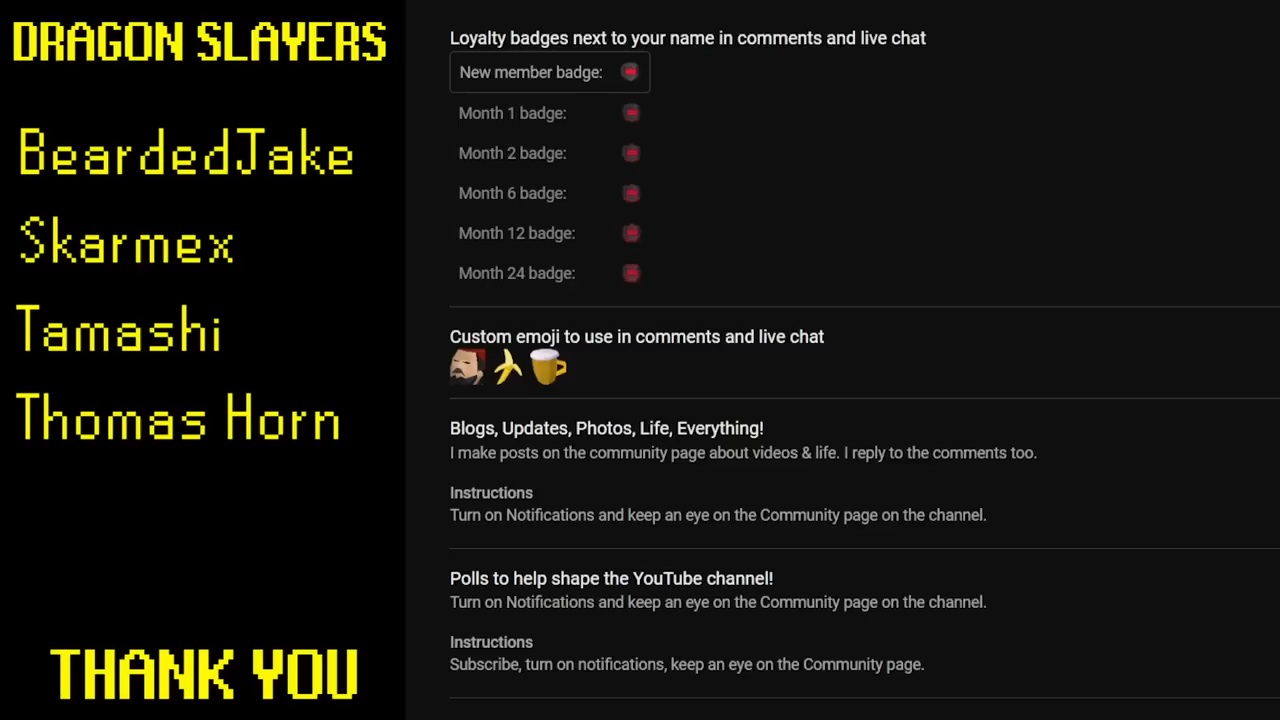 DRAGON SLAYERS
BeardedJake
Skarmex
Tamashi
Thomas Horn
THANK YOU
Loyalty badges next to your name in comments and live chat
New member badge:
Month 1 badge:
Month 2 badge:
Month 6 badge:
Month 12 badge:
Month 24 badge:
Custom emoji to use in comments and live chat
Blogs, Updates, Photos, Life, Everything!
I make posts on the community page about videos & life. I reply to the comments too.
Instructions
Turn on Notifications and keep an eye on the Community page on the channel.
Polls to help shape the YouTube channel!
Turn on Notifications and keep an eye on the Community page on the channel.
Instructions
Subscribe, turn on notifications, keep an eye on the Community page.